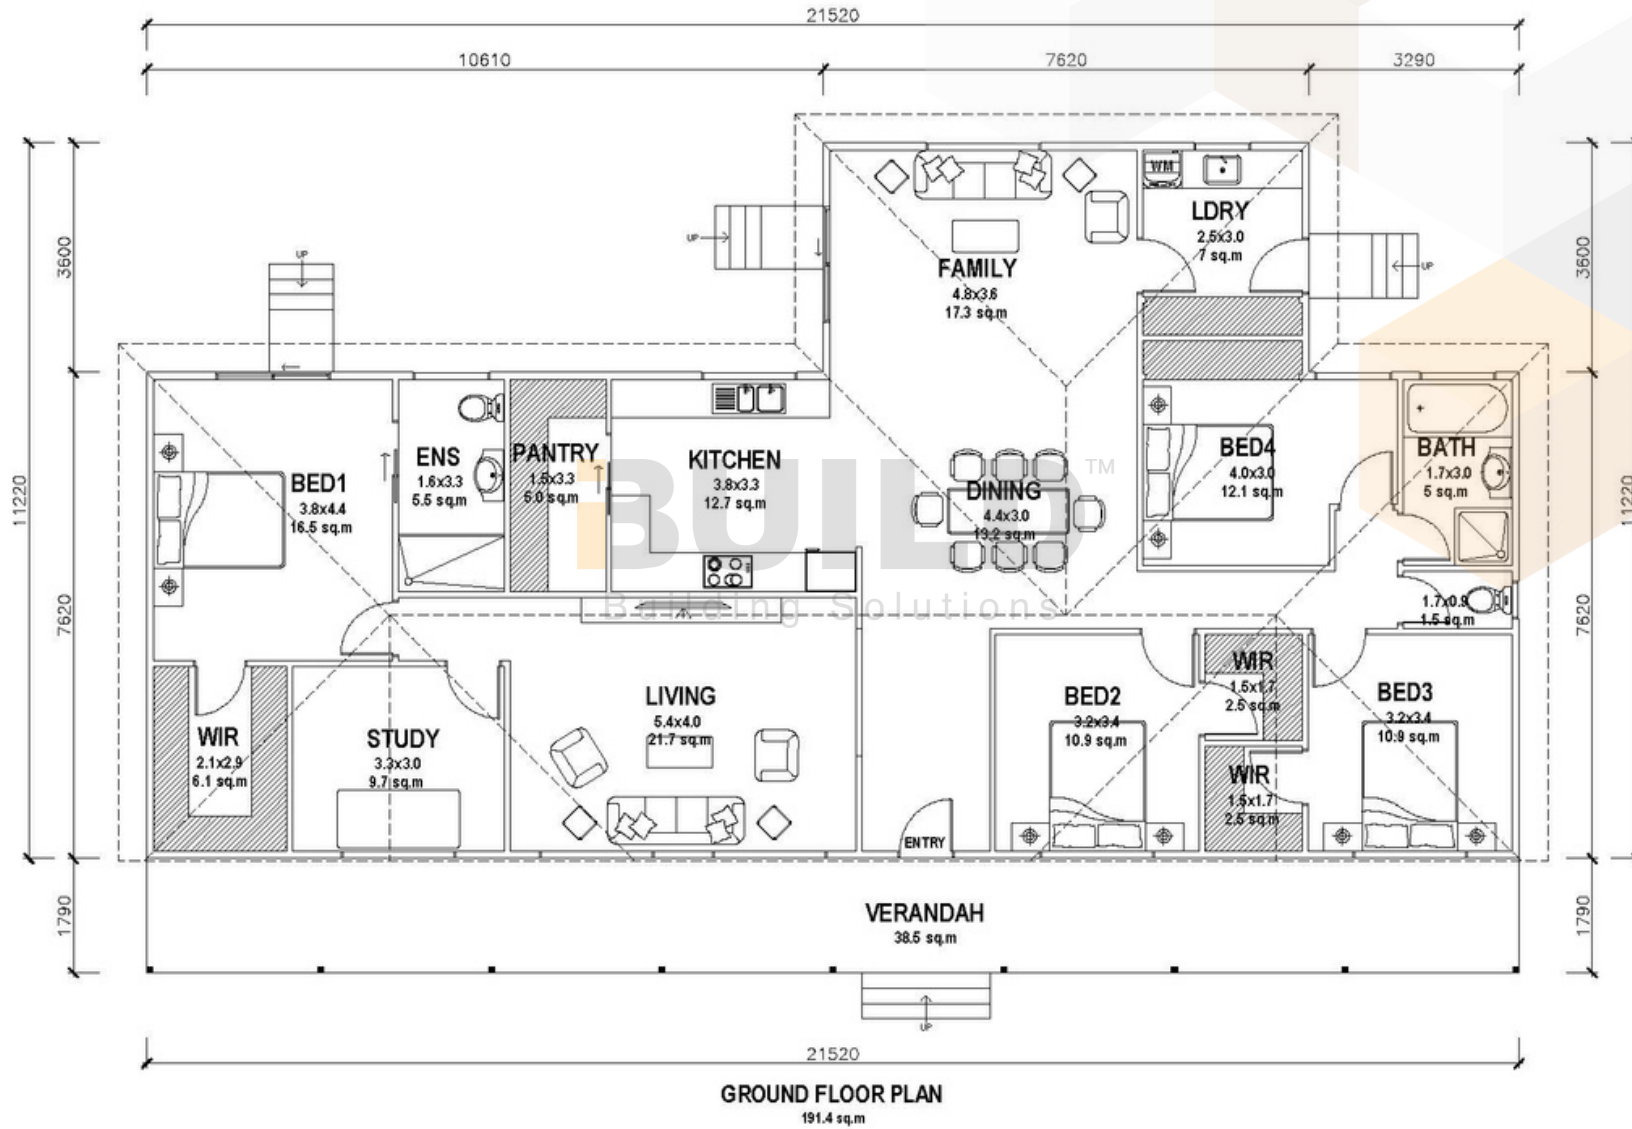 21520
10610
7620
3290
11220
3600
7620
1790
3600
7620
1790
11220
UP
UP
UP
WM
LDRY
2.5x3.0
7 sq.m
FAMILY
4.8x3.6
17.3 sq.m
BED1
3.8x4.4
16.5 sq.m
ENS
1.6x3.3
5.5 sq.m
PANTRY
1.5x3.3
5.0 sq.m
KITCHEN
3.8x3.3
12.7 sq.m
DINING
4.4x3.0
13.2 sq.m
BED4
4.0x3.0
12.1 sq.m
BATH
1.7x3.0
5 sq.m
1.7x0.9
1.5 sq.m
iBUILD™
Building Solutions
WIR
2.1x2.9
6.1 sq.m
STUDY
3.3x3.0
9.7 sq.m
LIVING
5.4x4.0
21.7 sq.m
ENTRY
BED2
3.2x3.4
10.9 sq.m
WIR
1.5x1.7
2.5 sq.m
WIR
1.5x1.7
2.5 sq.m
BED3
3.2x3.4
10.9 sq.m
VERANDAH
38.5 sq.m
UP
21520
GROUND FLOOR PLAN
191.4 sq.m